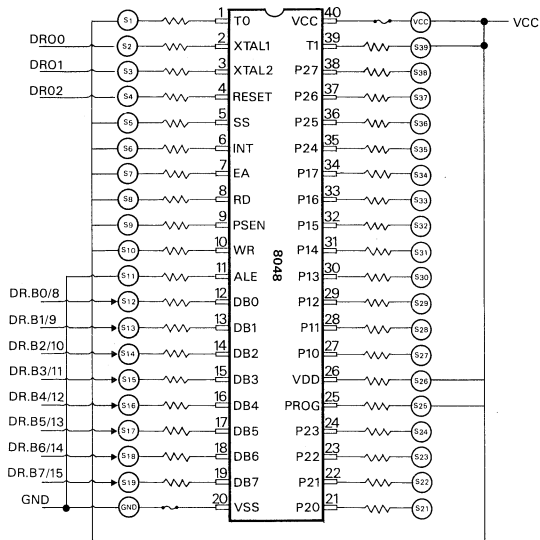 S1 1 T0 VCC 40 VCC VCC
DRO0 S2 2 XTAL1 T1 39 S39
DRO1 S3 3 XTAL2 P27 38 S38
DRO2 S4 4 RESET P26 37 S37
S5 5 SS P25 36 S36
S6 6 INT P24 35 S35
S7 7 EA P17 34 S34
S8 8 RD P16 33 S33
S9 9 PSEN P15 32 S32
S10 10 WR P14 31 S31
8048
S11 11 ALE P13 30 S30
DR.B0/8 S12 12 DB0 P12 29 S29
DR.B1/9 S13 13 DB1 P11 28 S28
DR.B2/10 S14 14 DB2 P10 27 S27
DR.B3/11 S15 15 DB3 VDD 26 S26
DR.B4/12 S16 16 DB4 PROG 25 S25
DR.B5/13 S17 17 DB5 P23 24 S24
DR.B6/14 S18 18 DB6 P22 23 S23
DR.B7/15 S19 19 DB7 P21 22 S22
GND GND 20 VSS P20 21 S21